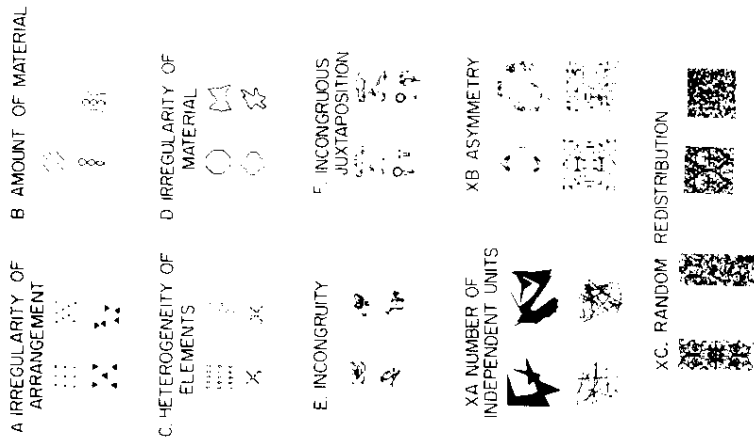 A IRREGULARITY OF
ARRANGEMENT
B AMOUNT OF MATERIAL
C. HETEROGENEITY OF
ELEMENTS
D IRREGULARITY OF
MATERIAL
E. INCONGRUITY
F. INCONGRUOUS
JUXTAPOSITION
XA NUMBER OF
INDEPENDENT UNITS
XB ASYMMETRY
XC. RANDOM REDISTRIBUTION